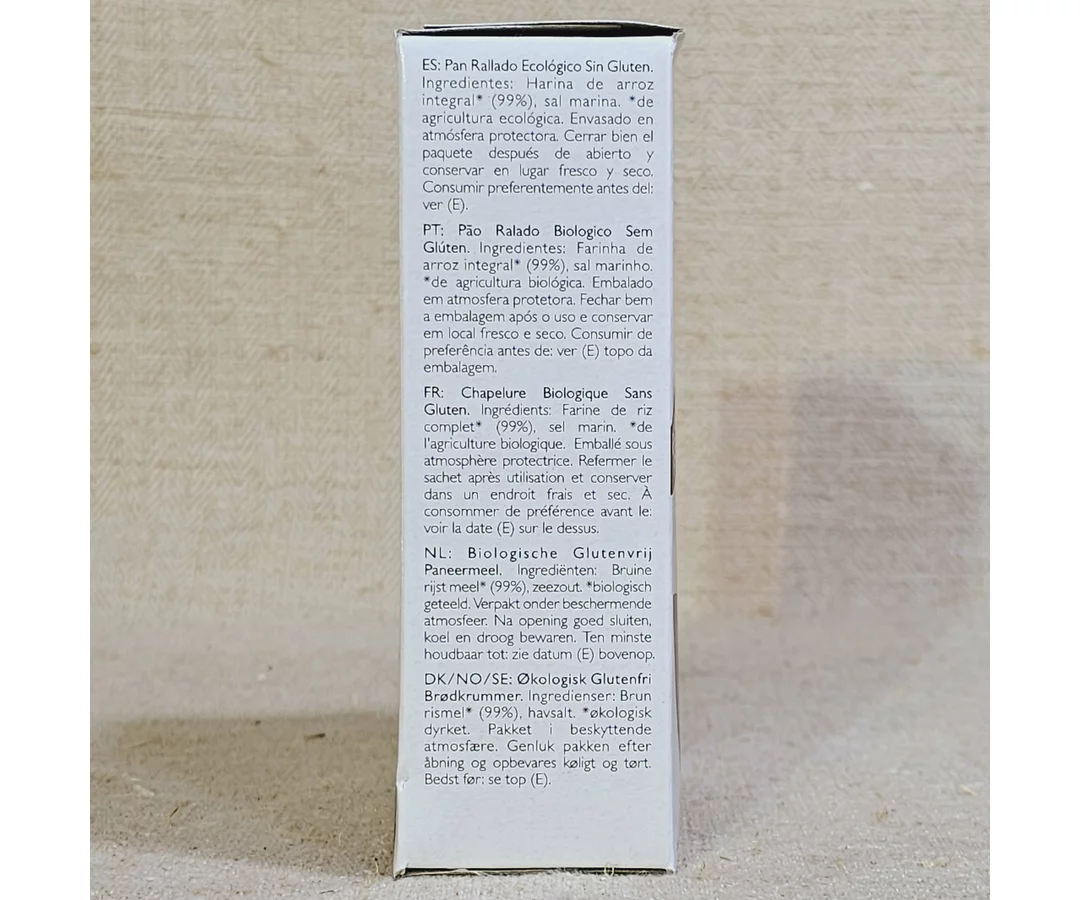 ES: Pan Rallado Ecológico Sin Gluten.
Ingredientes: Harina de arroz
integral* (99%), sal marina. *de
agricultura ecológica. Envasado en
atmósfera protectora. Cerrar bien el
paquete después de abierto y
conservar en lugar fresco y seco.
Consumir preferentemente antes del:
ver (E).
PT: Pão Ralado Biologico Sem
Glúten. Ingredientes: Farinha de
arroz integral* (99%), sal marinho.
*de agricultura biológica. Embalado
em atmosfera protetora. Fechar bem
a embalagem após o uso e conservar
em local fresco e seco. Consumir de
preferência antes de: ver (E) topo da
embalagem.
FR: Chapelure Biologique Sans
Gluten. Ingrédients: Farine de riz
complet* (99%), sel marin. *de
l'agriculture biologique. Emballé sous
atmosphère protectrice. Refermer le
sachet après utilisation et conserver
dans un endroit frais et sec. À
consommer de préférence avant le:
voir la date (E) sur le dessus.
NL: Biologische Glutenvrij
Paneermeel. Ingrediënten: Bruine
rijst meel* (99%), zeezout. *biologisch
geteeld. Verpakt onder beschermende
atmosfeer. Na opening goed sluiten,
koel en droog bewaren. Ten minste
houdbaar tot: zie datum (E) bovenop.
DK/NO/SE: Økologisk Glutenfri
Brødkrummer. Ingredienser: Brun
rismel* (99%), havsalt. *økologisk
dyrket. Pakket i beskyttende
atmosfære. Genluk pakken efter
åbning og opbevares køligt og tørt.
Bedst før: se top (E).